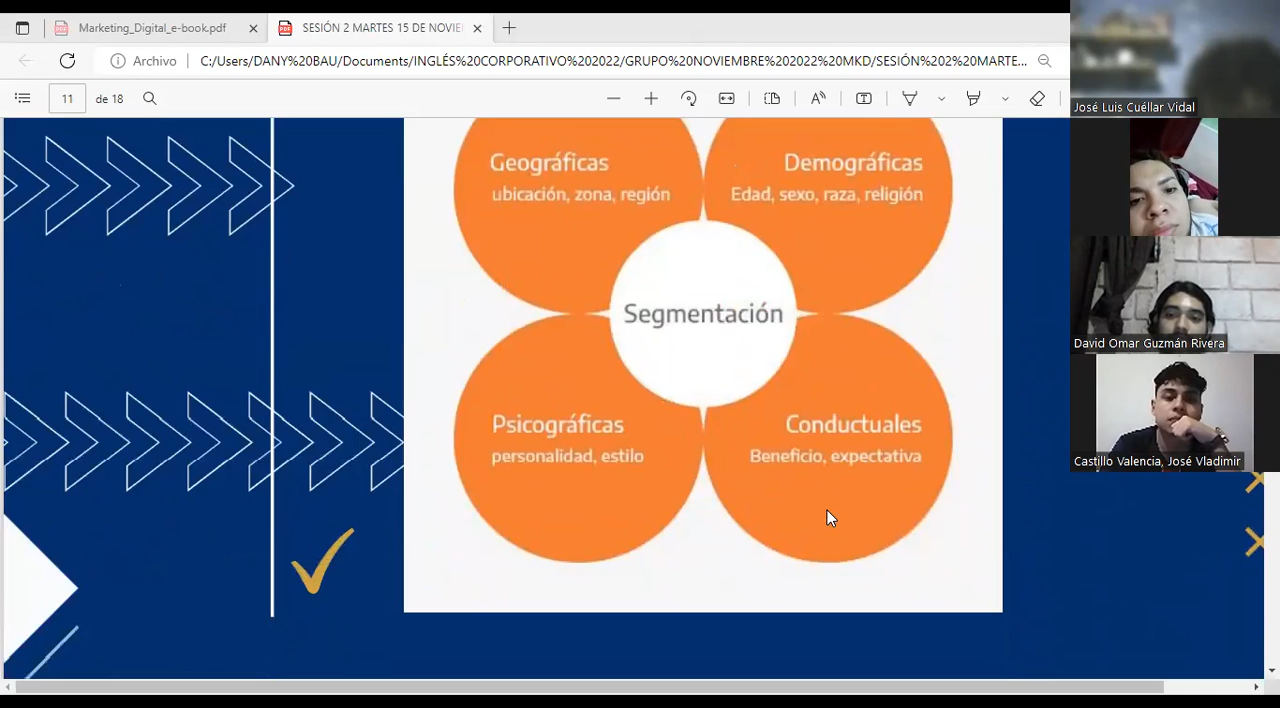 Marketing_Digital_e-book.pdf
SESIÓN 2 MARTES 15 DE NOVIE
Archivo
C:/Users/DANY%20BAU/Documents/INGLÉS%20CORPORATIVO%202022/GRUPO%20NOVIEMBRE%202022%20MKD/SESIÓN%202%20MARTE...
11 de 18
Geográficas
ubicación, zona, región
Demográficas
Edad, sexo, raza, religión
Segmentación
Psicográficas
personalidad, estilo
Conductuales
Beneficio, expectativa
José Luis Cuéllar Vidal
David Omar Guzmán Rivera
Castillo Valencia, José Vladimir